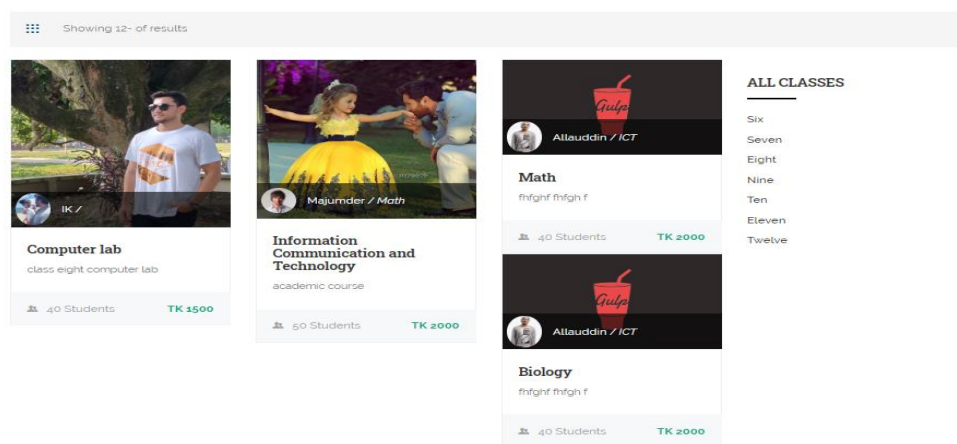 Showing 12- of results
IK /
Computer lab
class eight computer lab
40 Students TK 1500
Majumder / Math
Information
Communication and
Technology
academic course
50 Students TK 2000
Gulp
Allauddin / ICT
Math
fhfghf fhfgh f
40 Students TK 2000
Gulp
Allauddin / ICT
Biology
fhfghf fhfgh f
40 Students TK 2000
ALL CLASSES
Six
Seven
Eight
Nine
Ten
Eleven
Twelve